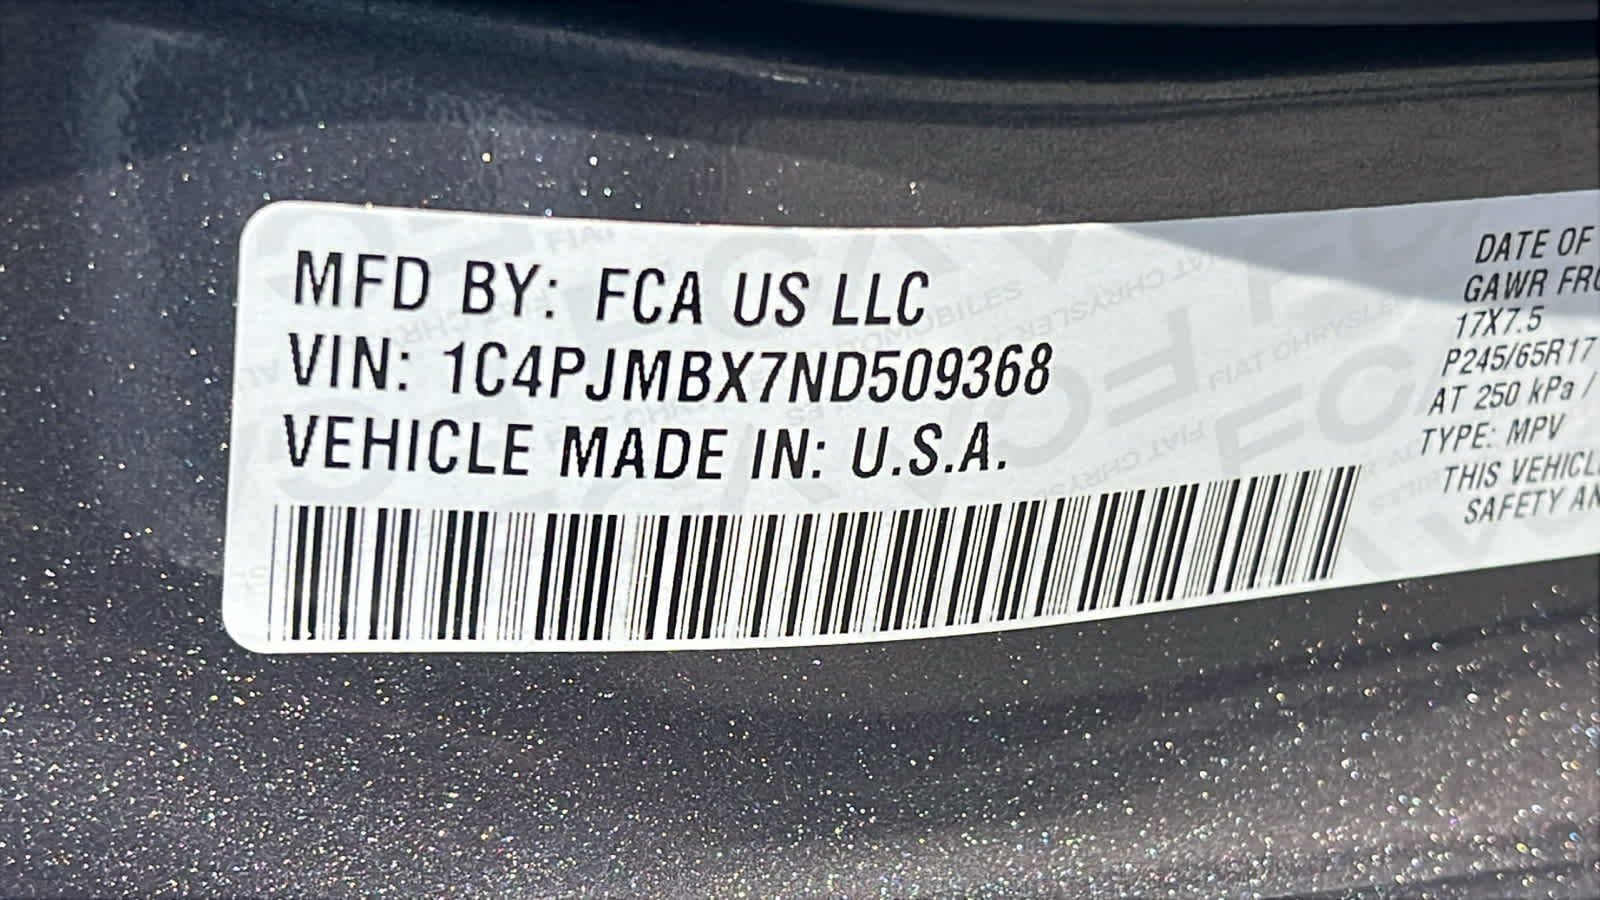 MFD BY: FCA US LLC
VIN: 1C4PJMBX7ND509368
VEHICLE MADE IN: U.S.A.
DATE OF
GAWR FRO
17X7.5
P245/65R17
AT 250 kPa /
TYPE: MPV
THIS VEHICL
SAFETY AN